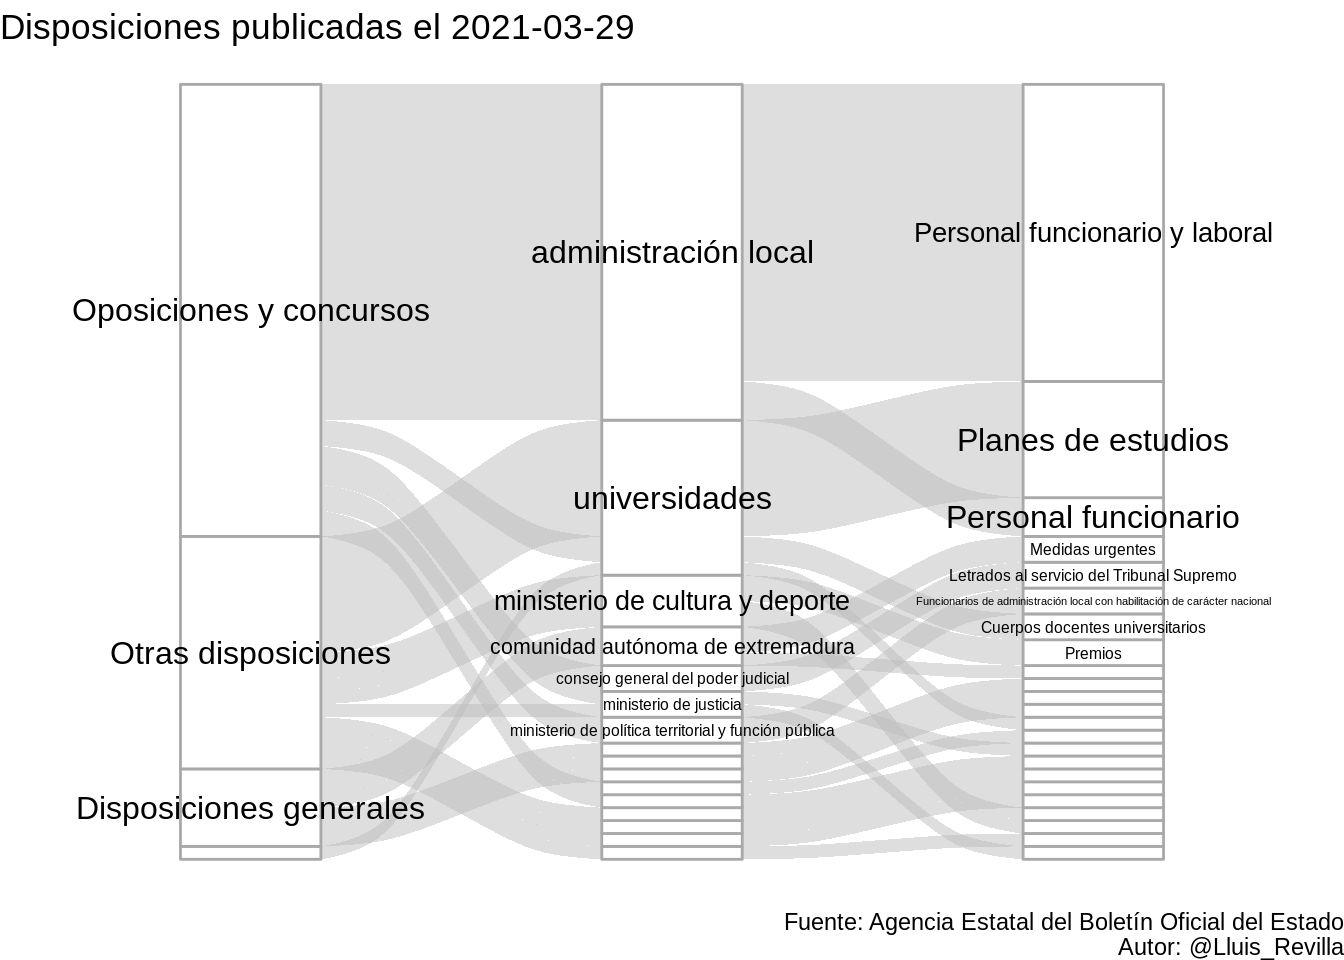 Disposiciones publicadas el 2021-03-29
Oposiciones y concursos
Otras disposiciones
Disposiciones generales
administración local
universidades
ministerio de cultura y deporte
comunidad autónoma de extremadura
consejo general del poder judicial
ministerio de justicia
ministerio de política territorial y función pública
Personal funcionario y laboral
Planes de estudios
Personal funcionario
Medidas urgentes
Letrados al servicio del Tribunal Supremo
Funcionarios de administración local con habilitación de carácter nacional
Cuerpos docentes universitarios
Premios
Fuente: Agencia Estatal del Boletín Oficial del Estado
Autor: @Lluis_Revilla